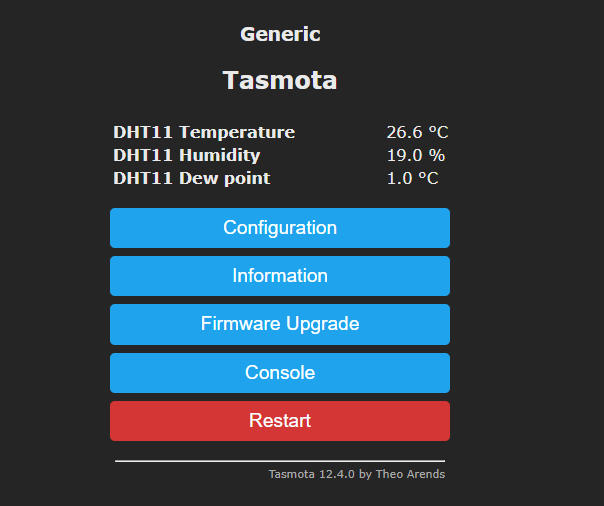 Generic
Tasmota
DHT11 Temperature 26.6 °C
DHT11 Humidity 19.0 %
DHT11 Dew point 1.0 °C
Configuration
Information
Firmware Upgrade
Console
Restart
Tasmota 12.4.0 by Theo Arends